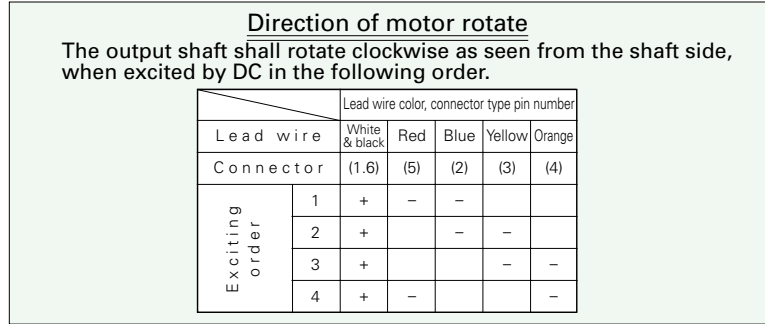 Direction of motor rotate
The output shaft shall rotate clockwise as seen from the shaft side,
when excited by DC in the following order.
Lead wire color, connector type pin number
Lead wire White & black Red Blue Yellow Orange
Connector (1.6) (5) (2) (3) (4)
Exciting order
1 + – –
2 + – –
3 + – –
4 + – –